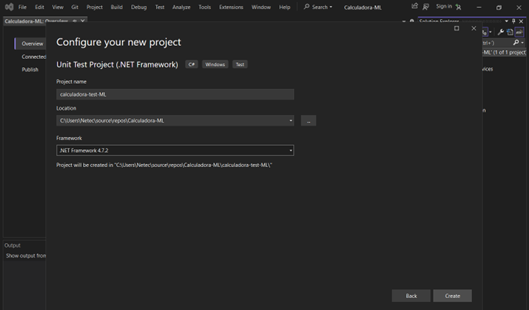 File Edit View Git Project Build Debug Test Analyze Tools Extensions Window Help Search Calculadora-ML Sign in
Calculadora-ML: Overview
Solution Explorer
Overview
Connected
Publish
Configure your new project
Unit Test Project (.NET Framework) C# Windows Test
Project name
calculadora-test-ML
Location
C:\Users\Netec\source\repos\Calculadora-ML
...
Framework
.NET Framework 4.7.2
Project will be created in "C:\Users\Netec\source\repos\Calculadora-ML\calculadora-test-ML\"
-ML' (1 of 1 project
vices
Output
Show output from
Back Create